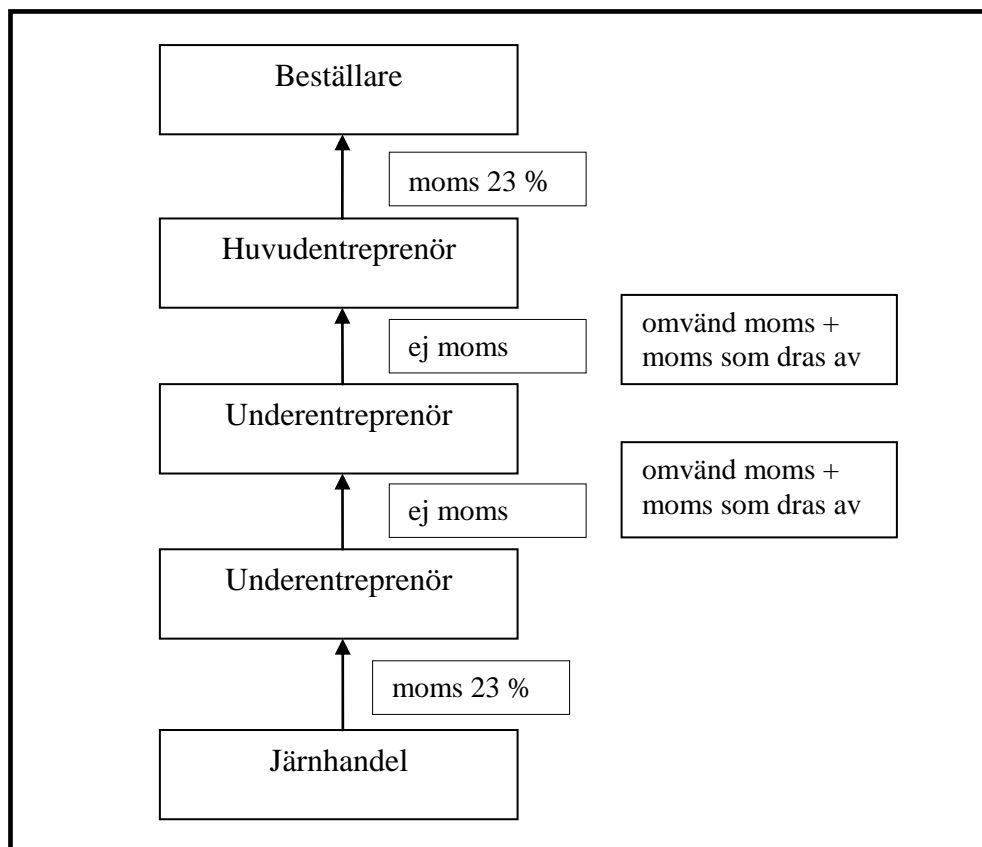 Beställare
moms 23 %
Huvudentreprenör
ej moms
omvänd moms +
moms som dras av
Underentreprenör
ej moms
omvänd moms +
moms som dras av
Underentreprenör
moms 23 %
Järnhandel